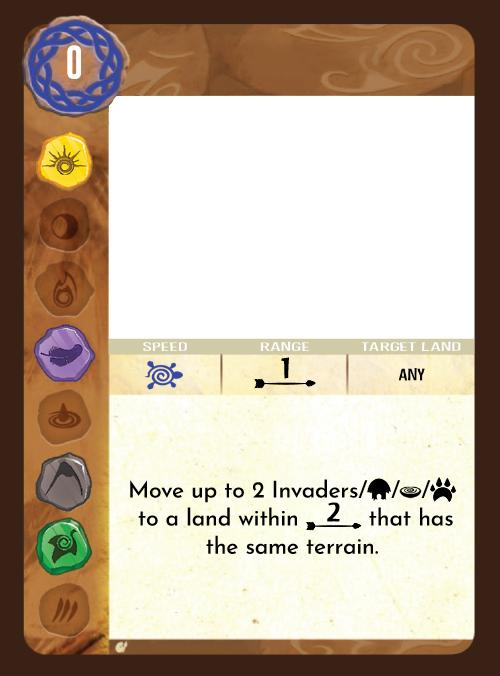 0
SPEED RANGE TARGET LAND
1 ANY
Move up to 2 Invaders/ / /
to a land within 2 that has
the same terrain.